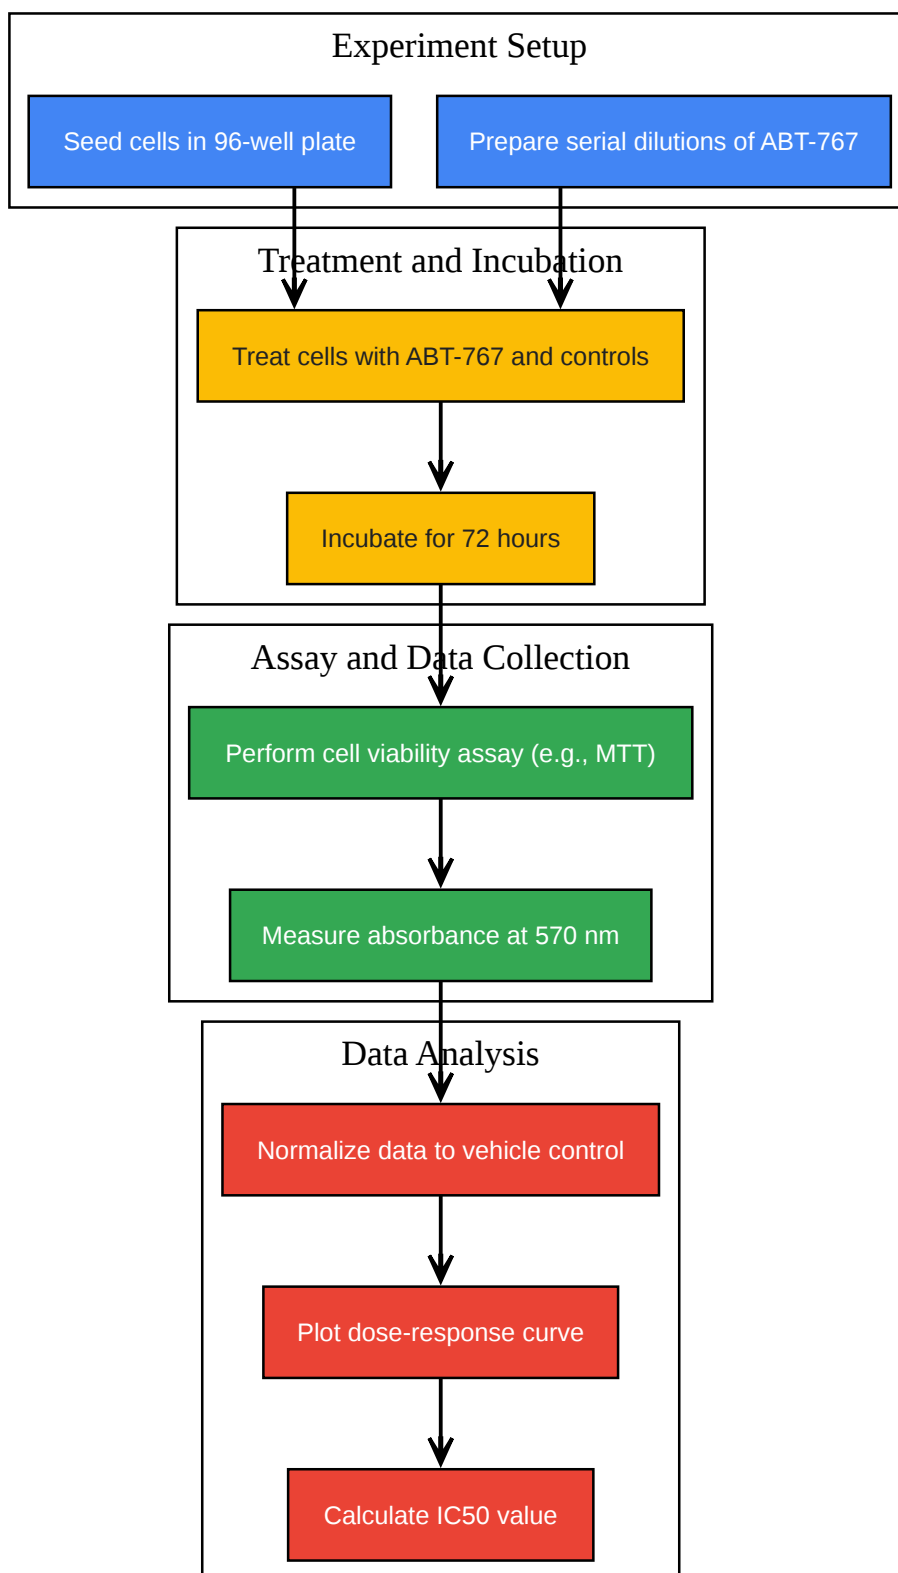 Experiment Setup
Seed cells in 96-well plate
Prepare serial dilutions of ABT-767
Treatment and Incubation
Treat cells with ABT-767 and controls
Incubate for 72 hours
Assay and Data Collection
Perform cell viability assay (e.g., MTT)
Measure absorbance at 570 nm
Data Analysis
Normalize data to vehicle control
Plot dose-response curve
Calculate IC50 value